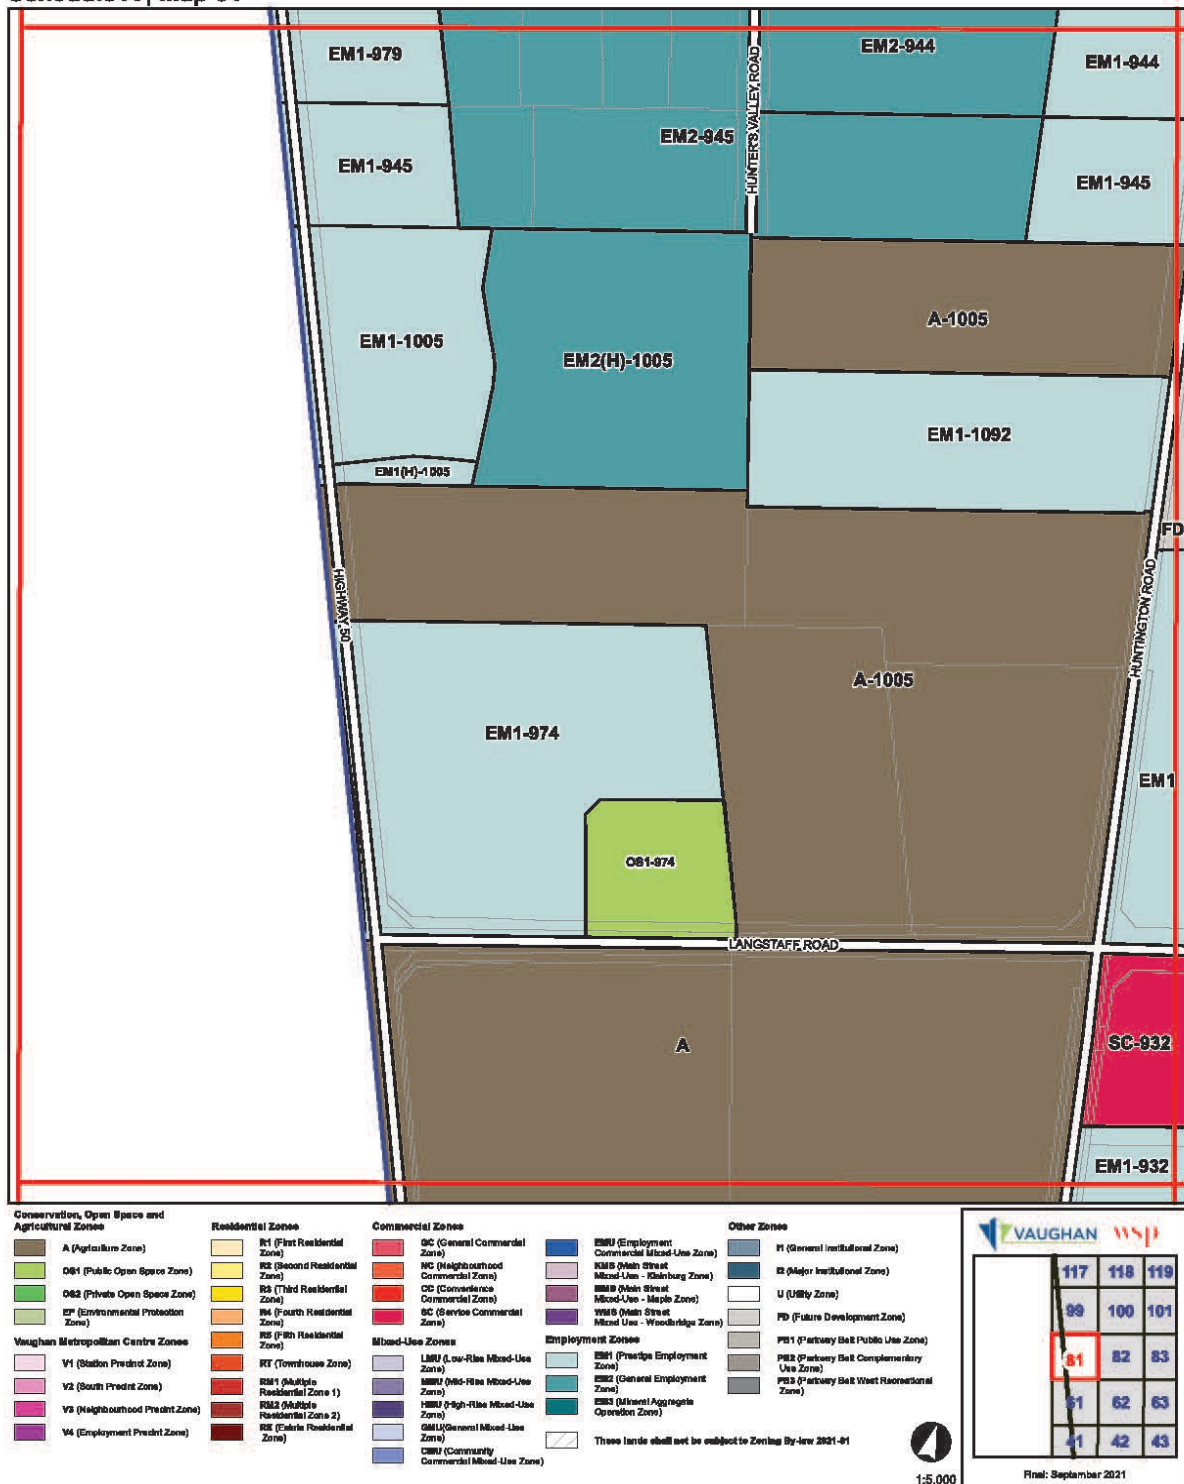 EM1-979
EM2-944
EM1-944
HUNTER'S VALLEY ROAD
EM2-945
EM1-945
EM1-945
A-1005
EM1-1005
EM2(H)-1005
EM1-1092
EM1(H)-1005
FD
HIGHWAY 50
HUNTINGTON ROAD
A-1005
EM1-974
EM1
OS1-974
LANGSTAFF ROAD
A
SC-932
EM1-932
Conservation, Open Space and
Agricultural Zones
A (Agriculture Zone)
OS1 (Public Open Space Zone)
OS2 (Private Open Space Zone)
EP (Environmental Protection
Zone)
Vaughan Metropolitan Centre Zones
V1 (Station Precinct Zone)
V2 (South Precinct Zone)
V3 (Neighbourhood Precinct Zone)
V4 (Employment Precinct Zone)
Residential Zones
R1 (First Residential
Zone)
R2 (Second Residential
Zone)
R3 (Third Residential
Zone)
R4 (Fourth Residential
Zone)
R5 (Fifth Residential
Zone)
RT (Townhouse Zone)
RM1 (Multiple
Residential Zone 1)
RM2 (Multiple
Residential Zone 2)
RE (Estate Residential
Zone)
Commercial Zones
GC (General Commercial
Zone)
NC (Neighbourhood
Commercial Zone)
CC (Convenience
Commercial Zone)
SC (Service Commercial
Zone)
Mixed-Use Zones
LMU (Low-Rise Mixed-Use
Zone)
MMU (Mid-Rise Mixed-Use
Zone)
HMU (High-Rise Mixed-Use
Zone)
GMU(General Mixed-Use
Zone)
CMU (Community
Commercial Mixed-Use Zone)
EMU (Employment
Commercial Mixed-Use Zone)
KMS (Main Street
Mixed-Use - Kleinburg Zone)
MMS (Main Street
Mixed-Use - Maple Zone)
WMS (Main Street
Mixed Use - Woodbridge Zone)
Employment Zones
EM1 (Prestige Employment
Zone)
EM2 (General Employment
Zone)
EM3 (Mineral Aggregate
Operation Zone)
These lands shall not be subject to Zoning By-law 2021-01
Other Zones
I1 (General Institutional Zone)
I2 (Major Institutional Zone)
U (Utility Zone)
FD (Future Development Zone)
PB1 (Parkway Belt Public Use Zone)
PB2 (Parkway Belt Complementary
Use Zone)
PB3 (Parkway Belt West Recreational
Zone)
1:5,000
VAUGHAN wsp
117 118 119
99 100 101
81 82 83
61 62 63
41 42 43
Final: September 2021